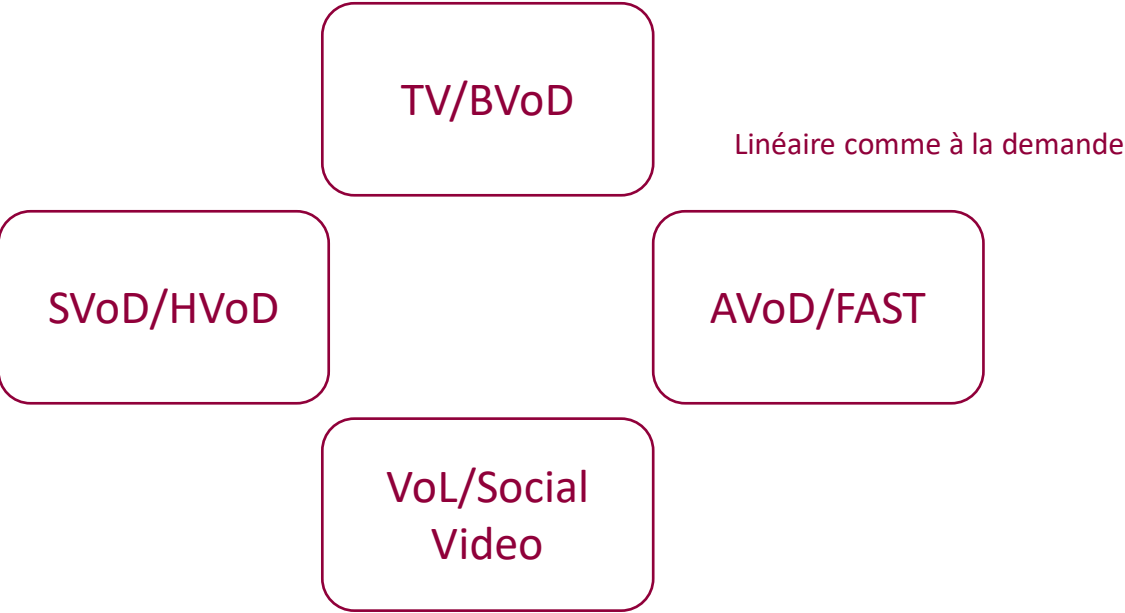 TV/BVoD
Linéaire comme à la demande
SVoD/HVoD
AVoD/FAST
VoL/Social
Video